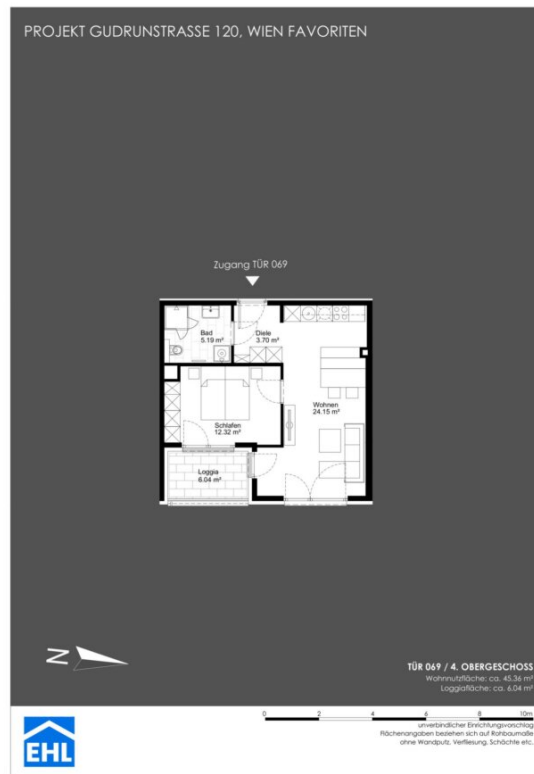 PROJEKT GUDRUNSTRASSE 120, WIEN FAVORITEN
Zugang TÜR 069
Bad
5.19 m²
Diele
3.70 m²
Wohnen
24.15 m²
Schlafen
12.32 m²
Loggia
6.04 m²
N
TÜR 069 / 4. OBERGESCHOSS
Wohnnutzfläche: ca. 45,36 m²
Loggiafläche: ca. 6,04 m²
0 2 4 6 8 10m
unverbindlicher Einrichtungsvorschlag
Flächenangaben beziehen sich auf Rohbaumaße
ohne Wandputz, Verfliesung, Schächte etc.
EHL